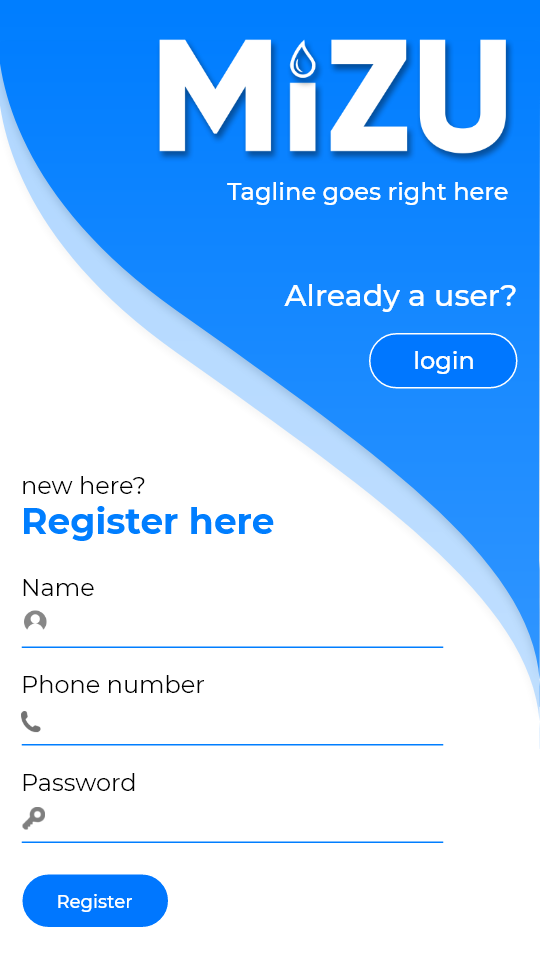 MiZU
Tagline goes right here
Already a user?
login
new here?
Register here
Name
Phone number
Password
Register